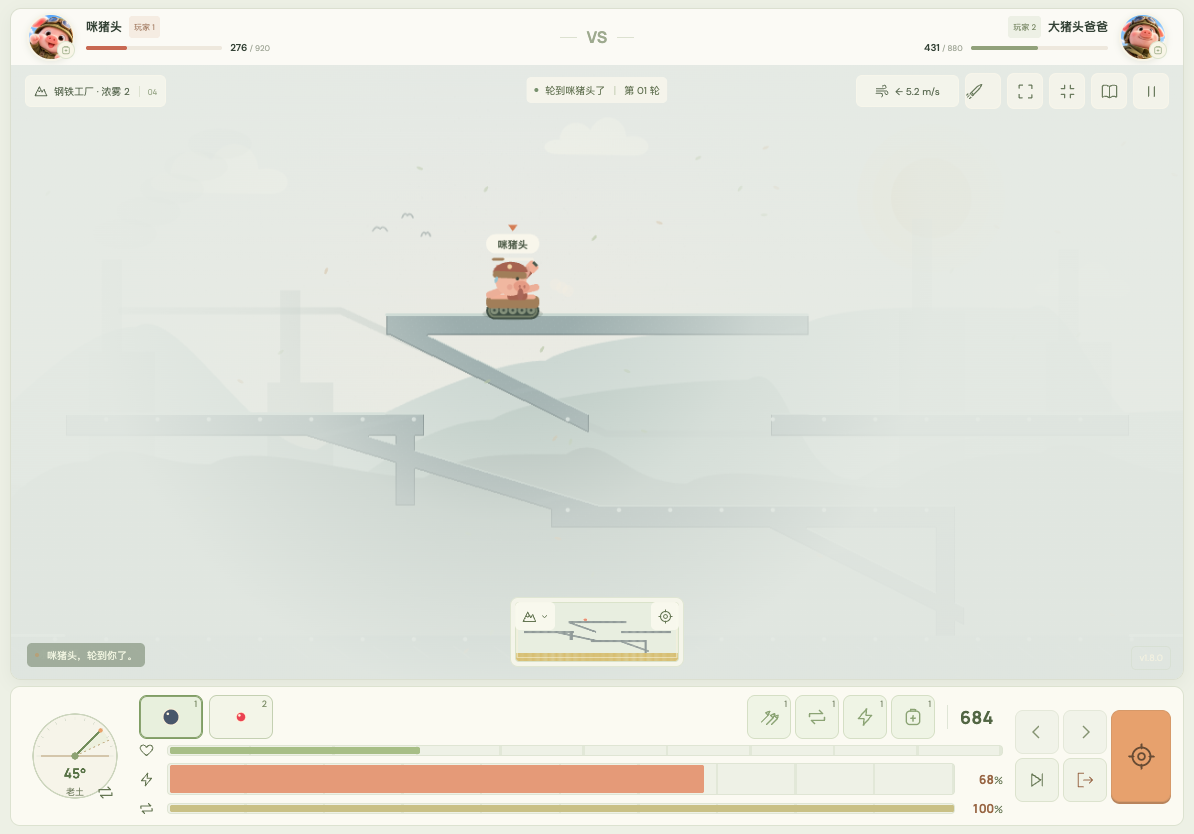 咪猪头 玩家 1
276 / 920
VS
玩家 2 大猪头爸爸
431 / 880
钢铁工厂 · 浓雾 2 04
轮到咪猪头了 第 01 轮
← 5.2 m/s
咪猪头
咪猪头，轮到你了。
v1.8.0
1
2
1
1
1
1
684
45°
老土
68%
100%